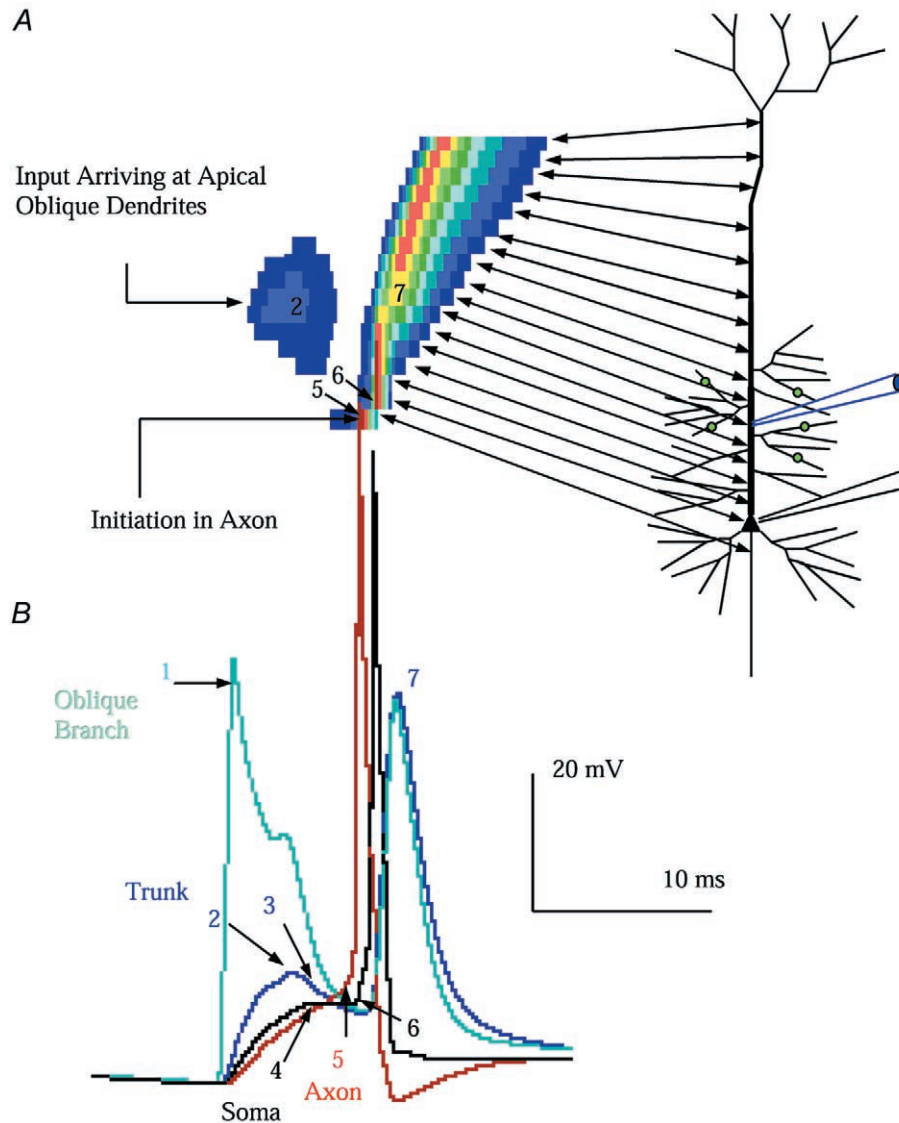 A
Input Arriving at Apical
Oblique Dendrites
2
7
6
5
Initiation in Axon
B
1
7
Oblique
Branch
20 mV
10 ms
Trunk
2
3
6
4
5
Axon
Soma